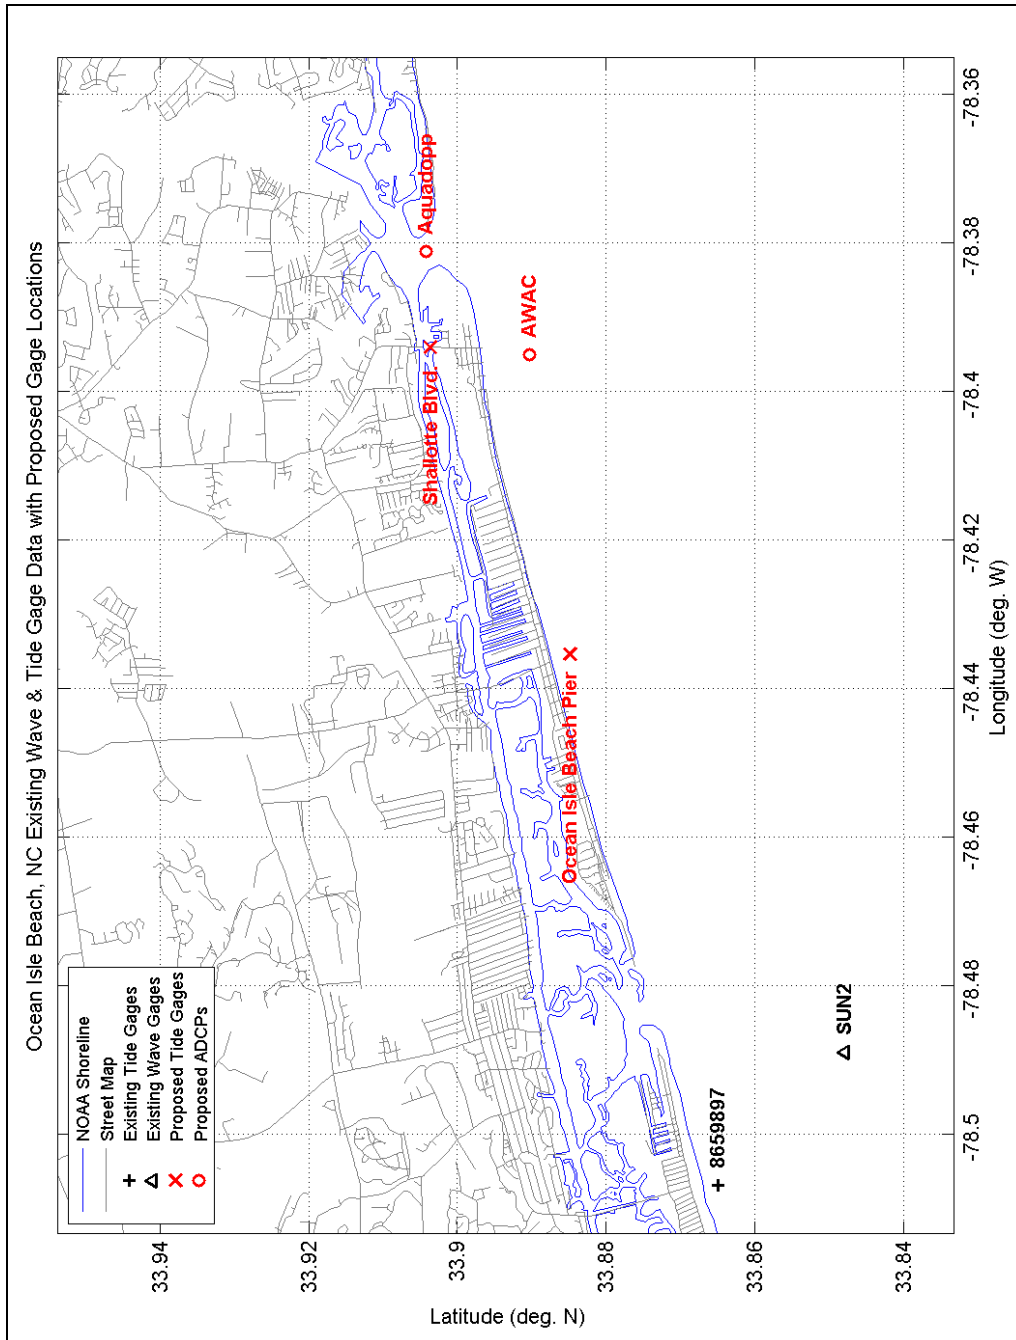 Ocean Isle Beach, NC Existing Wave & Tide Gage Data with Proposed Gage Locations
NOAA Shoreline
Street Map
Existing Tide Gages
Existing Wave Gages
Proposed Tide Gages
Proposed ADCPs
Aquadopp
AWAC
Shallotte Blvd.
Ocean Isle Beach Pier
SUN2
8659897
33.94
33.92
33.9
33.88
33.86
33.84
Latitude (deg. N)
-78.5
-78.48
-78.46
-78.44
-78.42
-78.4
-78.38
-78.36
Longitude (deg. W)